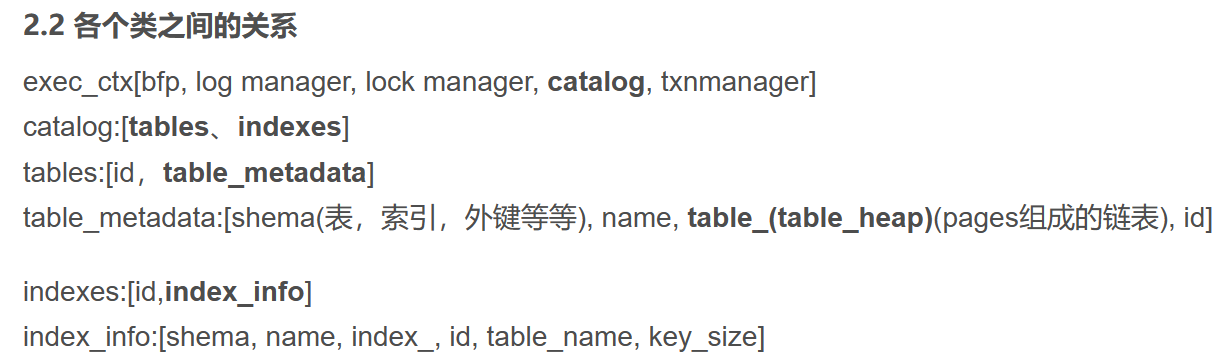 2.2 各个类之间的关系
exec_ctx[bfp, log manager, lock manager, catalog, txnmanager]
catalog:[tables、indexes]
tables:[id，table_metadata]
table_metadata:[shema(表，索引，外键等等), name, table_(table_heap)(pages组成的链表), id]
indexes:[id,index_info]
index_info:[shema, name, index_, id, table_name, key_size]